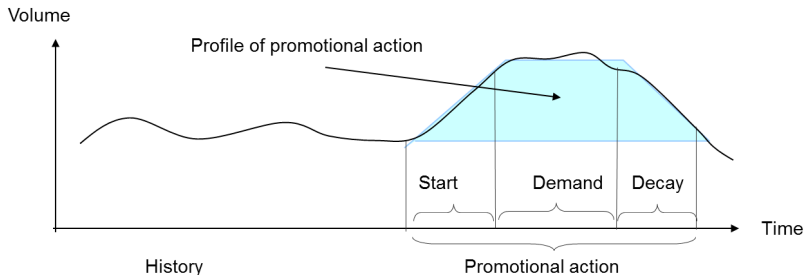 Volume
Profile of promotional action
Start
Demand
Decay
Time
History
Promotional action